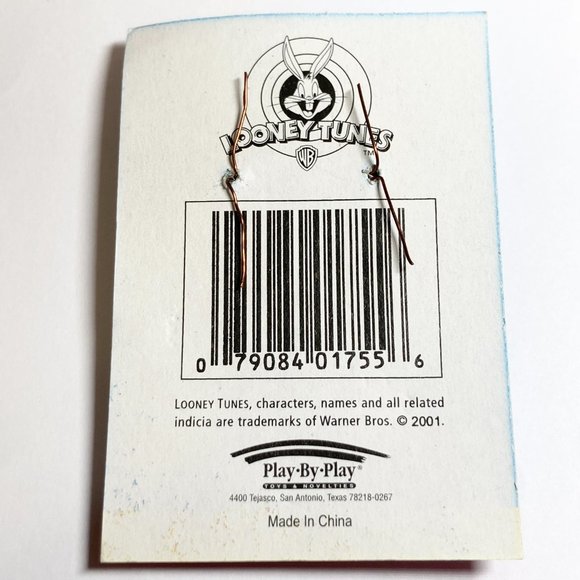 LOONEY TUNES
TM
WB
0 79084 01755 6
LOONEY TUNES, characters, names and all related
indicia are trademarks of Warner Bros. © 2001.
Play•By•Play®
TOYS & NOVELTIES
4400 Tejasco, San Antonio, Texas 78218-0267
Made In China